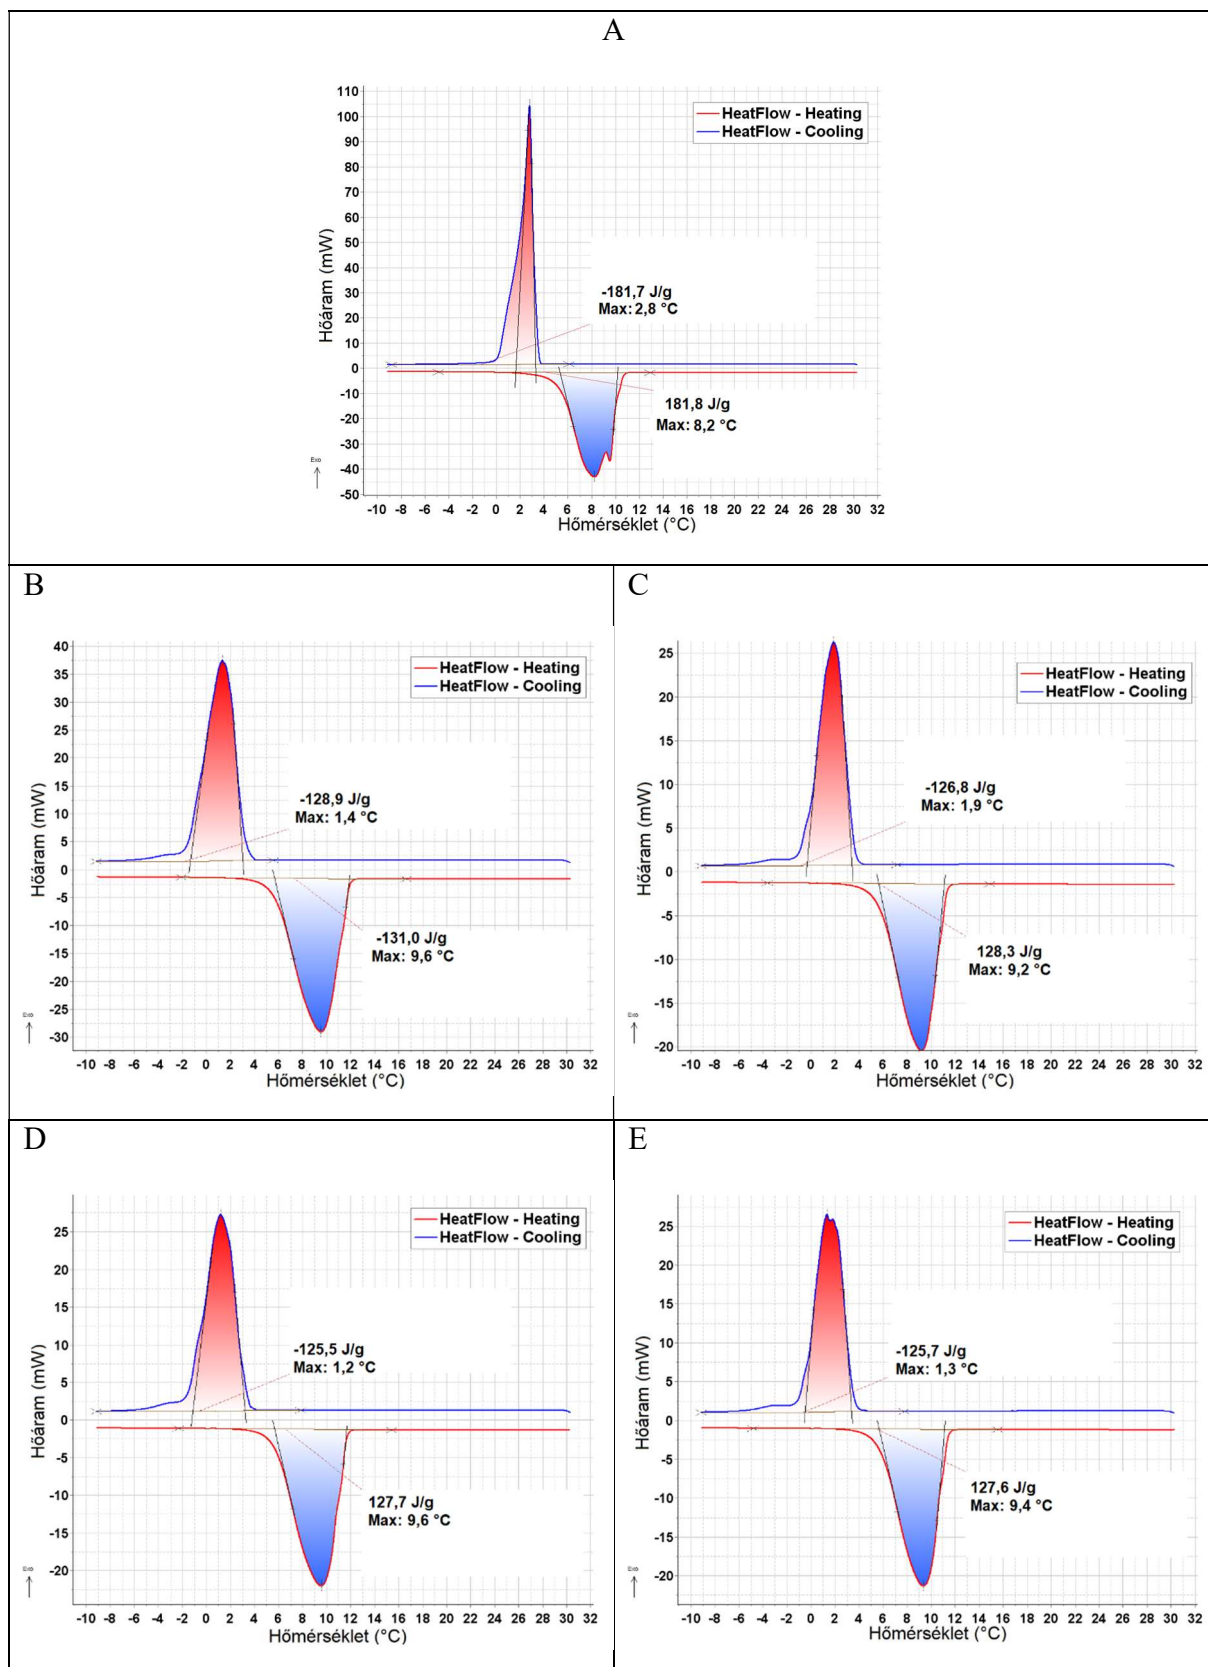 A
110
100
90
80
70
60
50
40
30
20
10
0
-10
-20
-30
-40
-50
Hőáram (mW)
HeatFlow - Heating
HeatFlow - Cooling
-181,7 J/g
Max: 2,8 °C
181,8 J/g
Max: 8,2 °C
Exo
-10 -8 -6 -4 -2 0 2 4 6 8 10 12 14 16 18 20 22 24 26 28 30 32
Hőmérséklet (°C)
B
40
35
30
25
20
15
10
5
0
-5
-10
-15
-20
-25
-30
Hőáram (mW)
HeatFlow - Heating
HeatFlow - Cooling
-128,9 J/g
Max: 1,4 °C
-131,0 J/g
Max: 9,6 °C
Exo
-10 -8 -6 -4 -2 0 2 4 6 8 10 12 14 16 18 20 22 24 26 28 30 32
Hőmérséklet (°C)
C
25
20
15
10
5
0
-5
-10
-15
-20
Hőáram (mW)
HeatFlow - Heating
HeatFlow - Cooling
-126,8 J/g
Max: 1,9 °C
128,3 J/g
Max: 9,2 °C
Exo
-10 -8 -6 -4 -2 0 2 4 6 8 10 12 14 16 18 20 22 24 26 28 30 32
Hőmérséklet (°C)
D
25
20
15
10
5
0
-5
-10
-15
-20
Hőáram (mW)
HeatFlow - Heating
HeatFlow - Cooling
-125,5 J/g
Max: 1,2 °C
127,7 J/g
Max: 9,6 °C
Exo
-10 -8 -6 -4 -2 0 2 4 6 8 10 12 14 16 18 20 22 24 26 28 30 32
Hőmérséklet (°C)
E
25
20
15
10
5
0
-5
-10
-15
-20
Hőáram (mW)
HeatFlow - Heating
HeatFlow - Cooling
-125,7 J/g
Max: 1,3 °C
127,6 J/g
Max: 9,4 °C
Exo
-10 -8 -6 -4 -2 0 2 4 6 8 10 12 14 16 18 20 22 24 26 28 30 32
Hőmérséklet (°C)